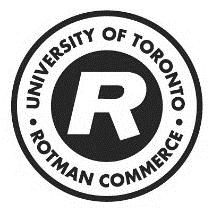 UNIVERSITY OF TORONTO
R
· ROTMAN COMMERCE ·